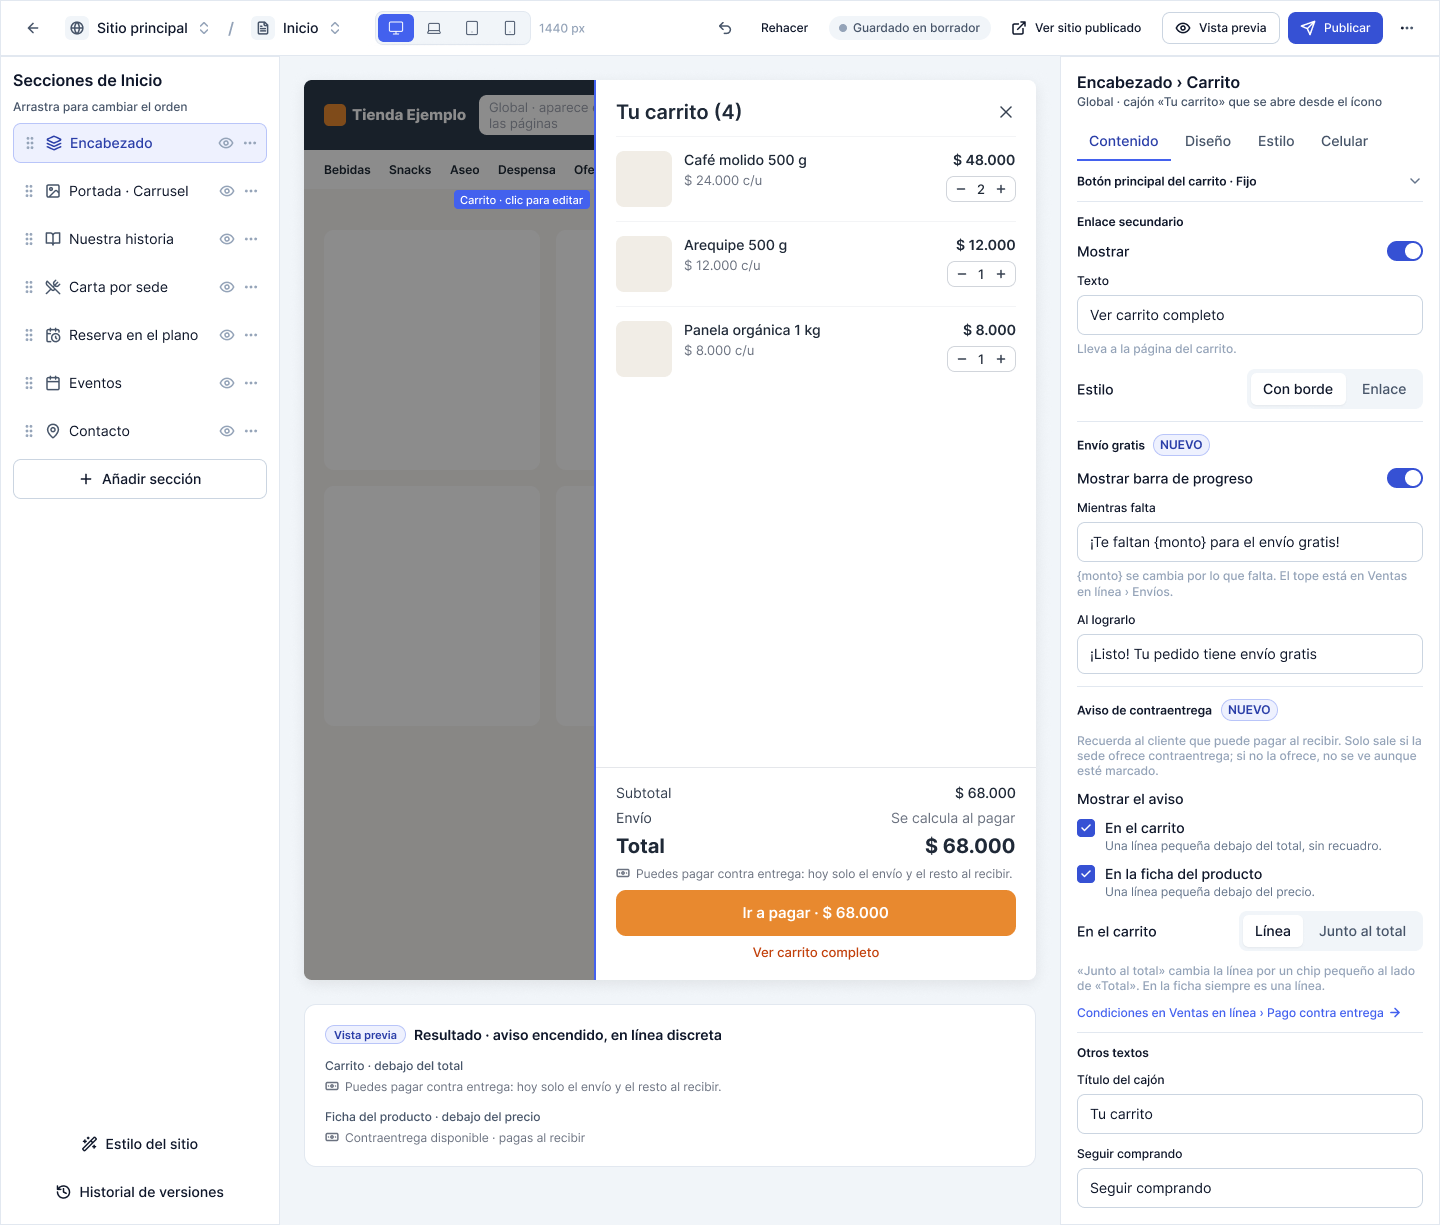 Sitio principal
/
Inicio
1440 px
Rehacer
Guardado en borrador
Ver sitio publicado
Vista previa
Publicar
Secciones de Inicio
Arrastra para cambiar el orden
Encabezado
Portada · Carrusel
Nuestra historia
Carta por sede
Reserva en el plano
Eventos
Contacto
Añadir sección
Estilo del sitio
Historial de versiones
Tienda Ejemplo
Global · aparece
las páginas
Bebidas Snacks Aseo Despensa Ofe
Carrito · clic para editar
Tu carrito (4)
Café molido 500 g
$ 48.000
$ 24.000 c/u
2
Arequipe 500 g
$ 12.000
$ 12.000 c/u
1
Panela orgánica 1 kg
$ 8.000
$ 8.000 c/u
1
Subtotal
$ 68.000
Envío
Se calcula al pagar
Total
$ 68.000
Puedes pagar contra entrega: hoy solo el envío y el resto al recibir.
Ir a pagar · $ 68.000
Ver carrito completo
Vista previa
Resultado · aviso encendido, en línea discreta
Carrito · debajo del total
Puedes pagar contra entrega: hoy solo el envío y el resto al recibir.
Ficha del producto · debajo del precio
Contraentrega disponible · pagas al recibir
Encabezado › Carrito
Global · cajón «Tu carrito» que se abre desde el ícono
Contenido Diseño Estilo Celular
Botón principal del carrito · Fijo
Enlace secundario
Mostrar
Texto
Ver carrito completo
Lleva a la página del carrito.
Estilo
Con borde
Enlace
Envío gratis
NUEVO
Mostrar barra de progreso
Mientras falta
¡Te faltan {monto} para el envío gratis!
{monto} se cambia por lo que falta. El tope está en Ventas
en línea › Envíos.
Al lograrlo
¡Listo! Tu pedido tiene envío gratis
Aviso de contraentrega
NUEVO
Recuerda al cliente que puede pagar al recibir. Solo sale si la
sede ofrece contraentrega; si no la ofrece, no se ve aunque
esté marcado.
Mostrar el aviso
En el carrito
Una línea pequeña debajo del total, sin recuadro.
En la ficha del producto
Una línea pequeña debajo del precio.
En el carrito
Línea
Junto al total
«Junto al total» cambia la línea por un chip pequeño al lado
de «Total». En la ficha siempre es una línea.
Condiciones en Ventas en línea › Pago contra entrega
Otros textos
Título del cajón
Tu carrito
Seguir comprando
Seguir comprando